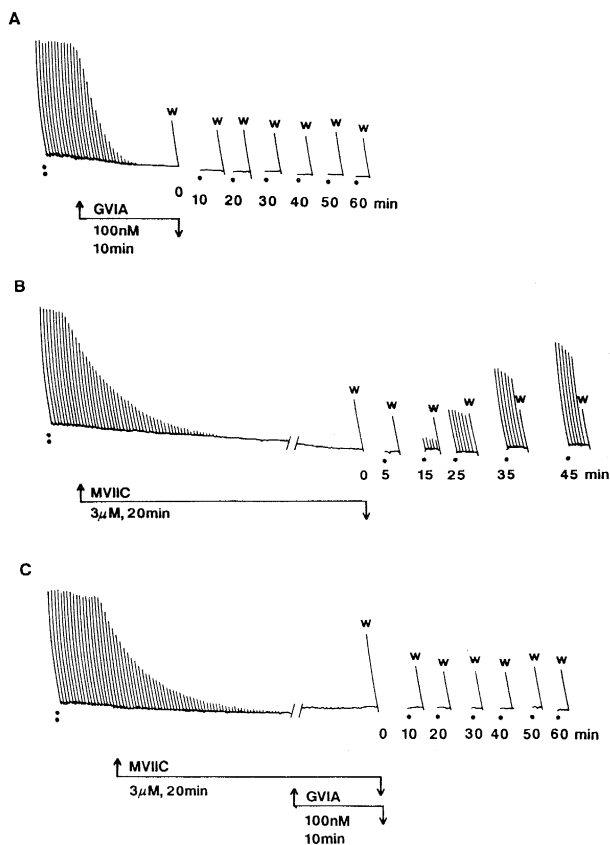 A
W W W W W W W
0 10 20 30 40 50 60 min
GVIA
100nM
10min
B
W W W W W W
0 5 15 25 35 45 min
MVIIC
3μM, 20min
C
W W W W W W W
0 10 20 30 40 50 60 min
MVIIC
3μM, 20min
GVIA
100nM
10min